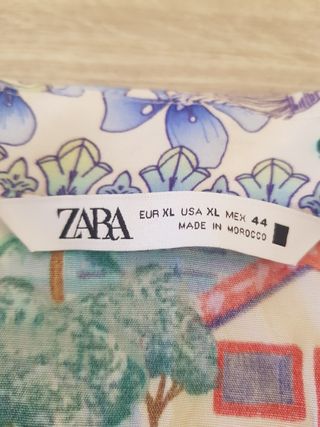 ZARA
EUR XL USA XL MEX 44
MADE IN MOROCCO